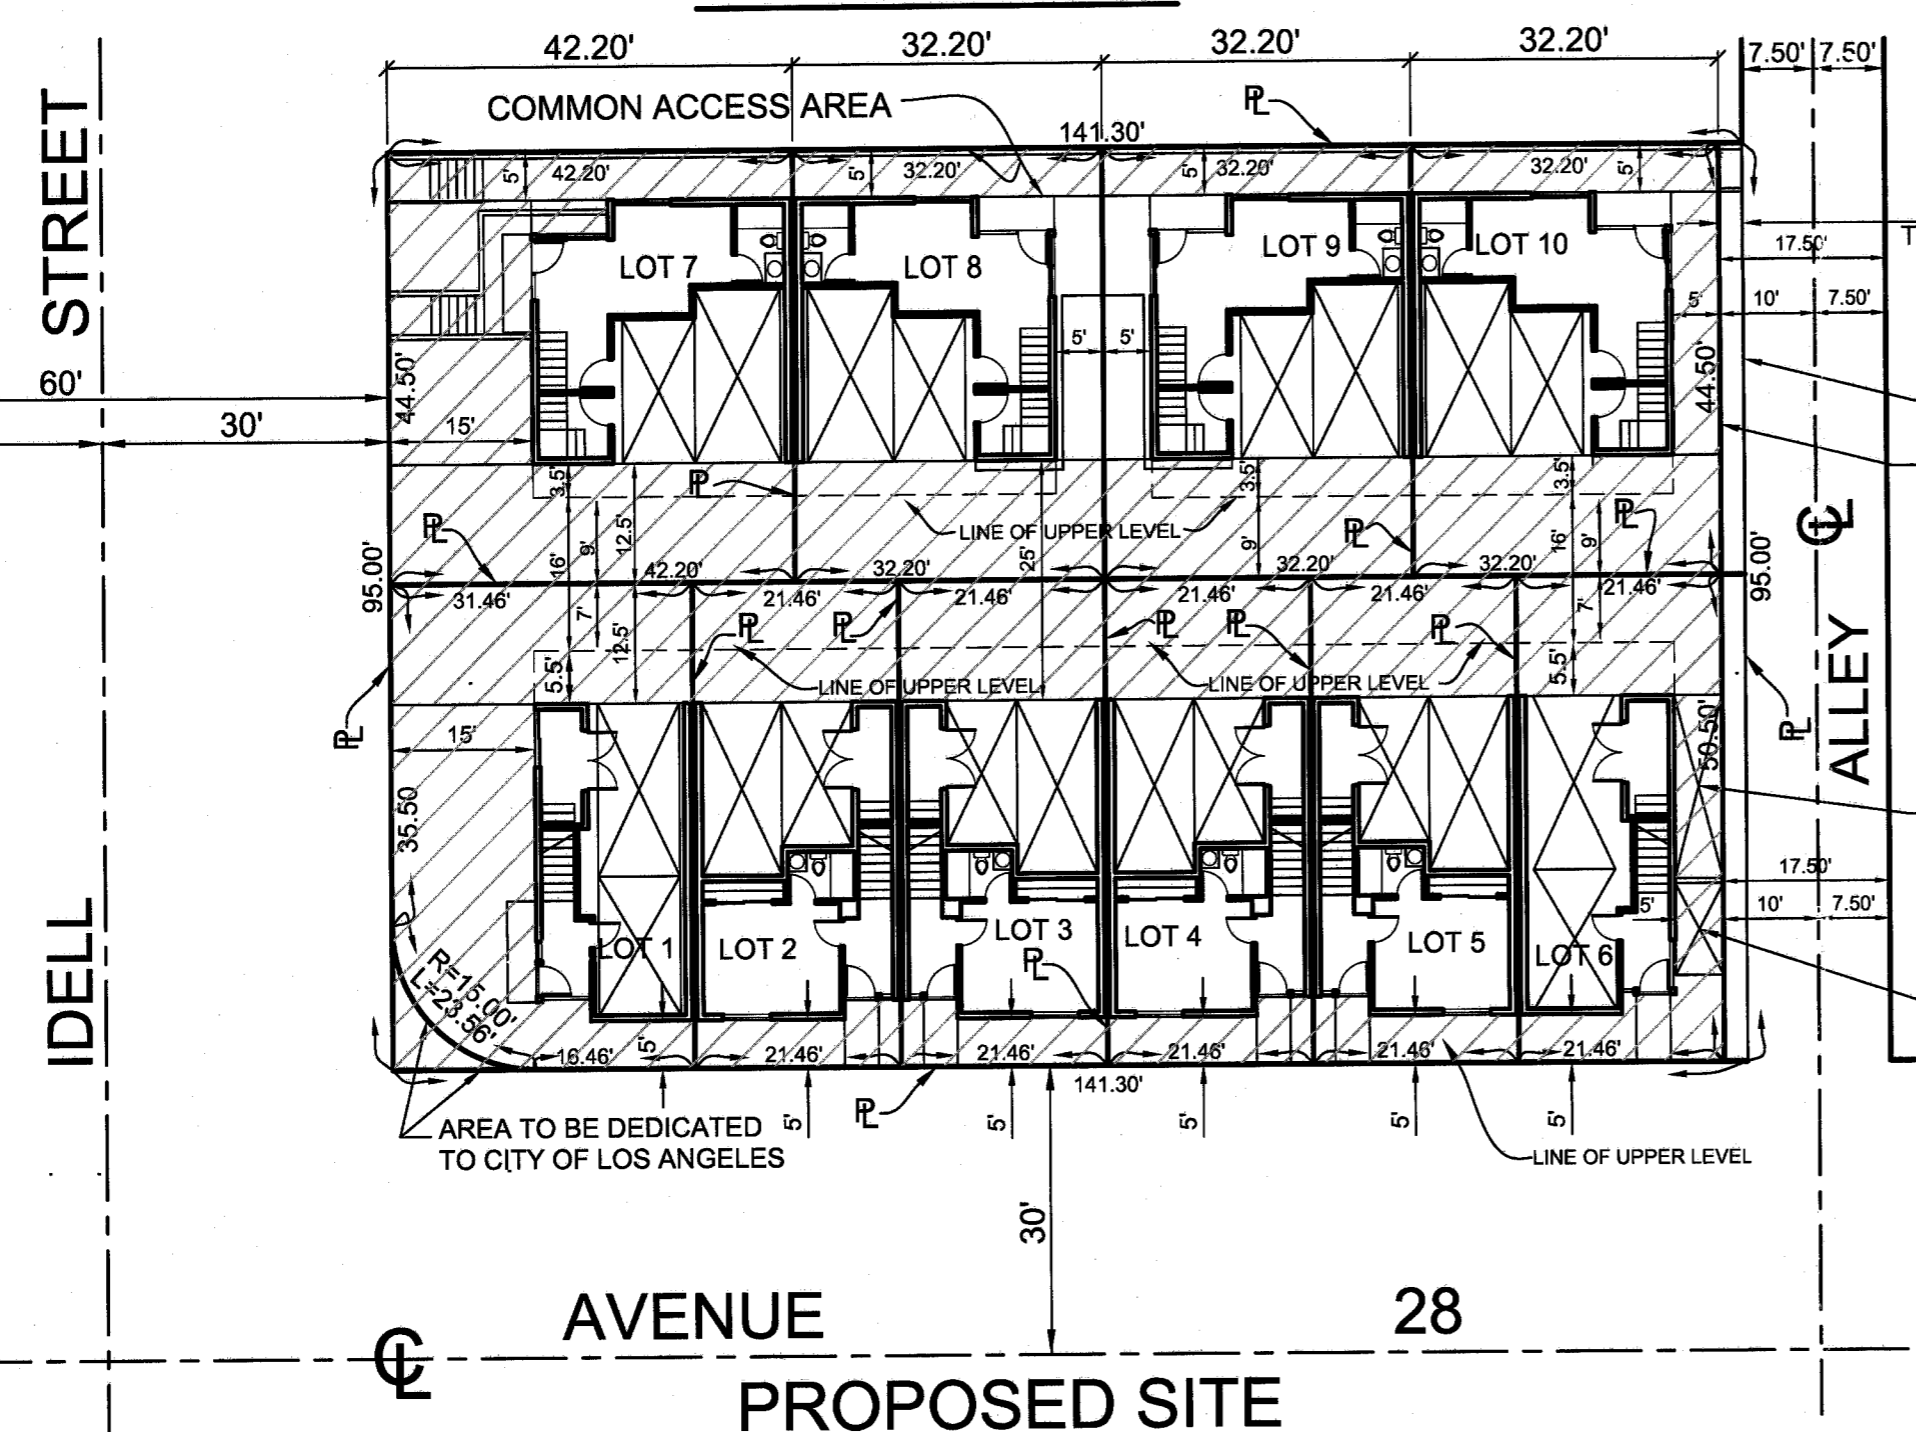 42.20'
32.20'
32.20'
32.20'
7.50'
7.50'
COMMON ACCESS AREA
PL
141.30'
5'
42.20'
5'
32.20'
5'
32.20'
32.20'
5'
STREET
LOT 7
LOT 8
LOT 9
LOT 10
T
17.50'
5'
10'
7.50'
5'
5'
60'
44.50'
44.50'
30'
15'
3.5'
PL
3.5'
3.5'
PL
LINE OF UPPER LEVEL
PL
PL
CL
16'
9'
12.5'
25'
9'
16'
9'
95.00'
42.20'
32.20'
32.20'
32.20'
95.00'
31.46'
21.46'
21.46'
21.46'
21.46'
21.46'
7'
12.5'
PL
PL
PL
PL
PL
7'
5.5'
LINE OF UPPER LEVEL
LINE OF UPPER LEVEL
5.5'
PL
15'
PL
50.50'
ALLEY
35.50
17.50'
5'
10'
7.50'
LOT 1
LOT 2
LOT 3
LOT 4
LOT 5
LOT 6
PL
R=15.00'
L=23.56'
IDELL
16.46'
5'
21.46'
21.46'
21.46'
21.46'
21.46'
141.30'
PL
5'
5'
5'
5'
5'
AREA TO BE DEDICATED
TO CITY OF LOS ANGELES
LINE OF UPPER LEVEL
30'
AVENUE
28
CL
PROPOSED SITE